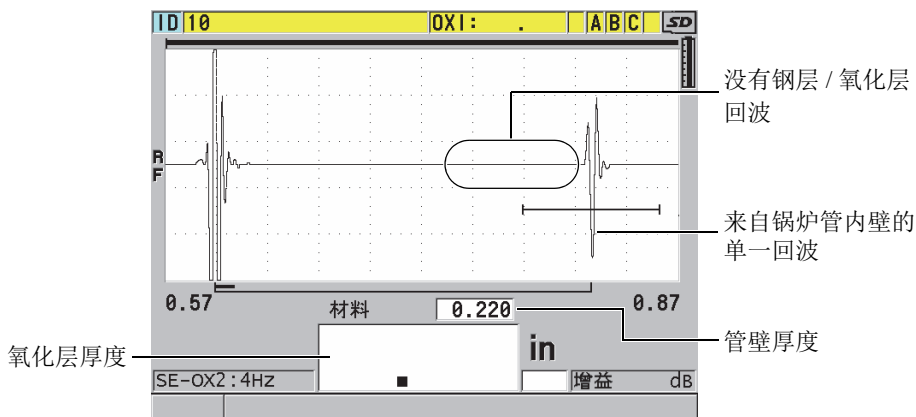 ID 10 OXI: . A B C SD
没有钢层 / 氧化层
回波
RF
来自锅炉管内壁的
单一回波
0.57 材料 0.220 0.87
管壁厚度
氧化层厚度
in
SE-OX2:4Hz 增益 dB